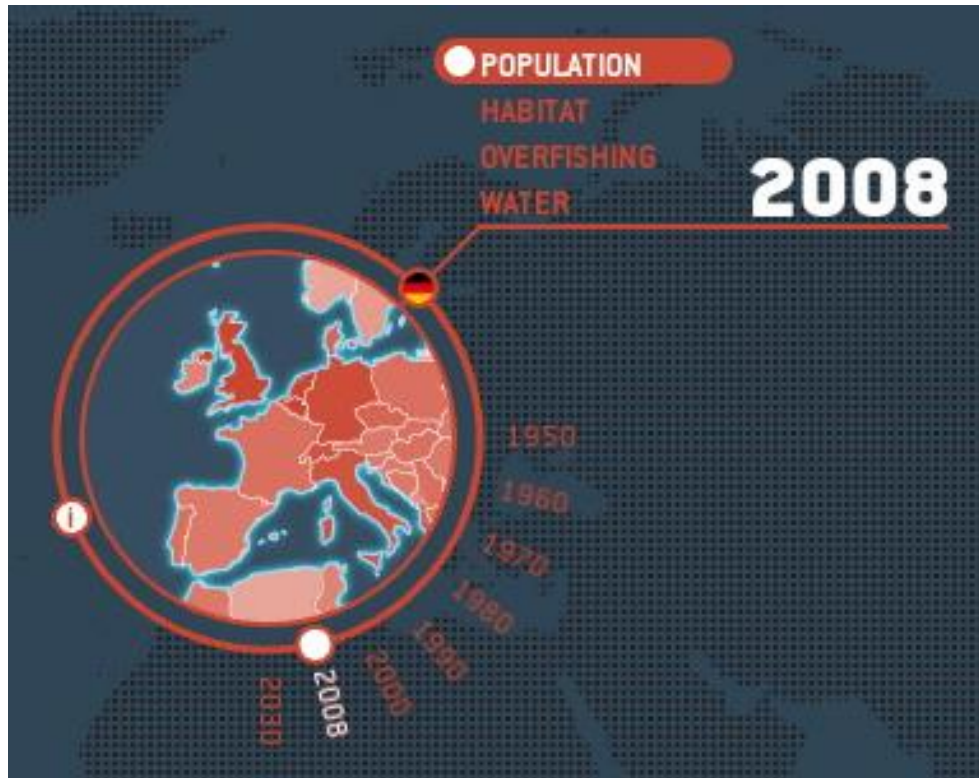 POPULATION
HABITAT
OVERFISHING
WATER
2008
1950
1960
1970
1980
1990
2000
2008
2030
i